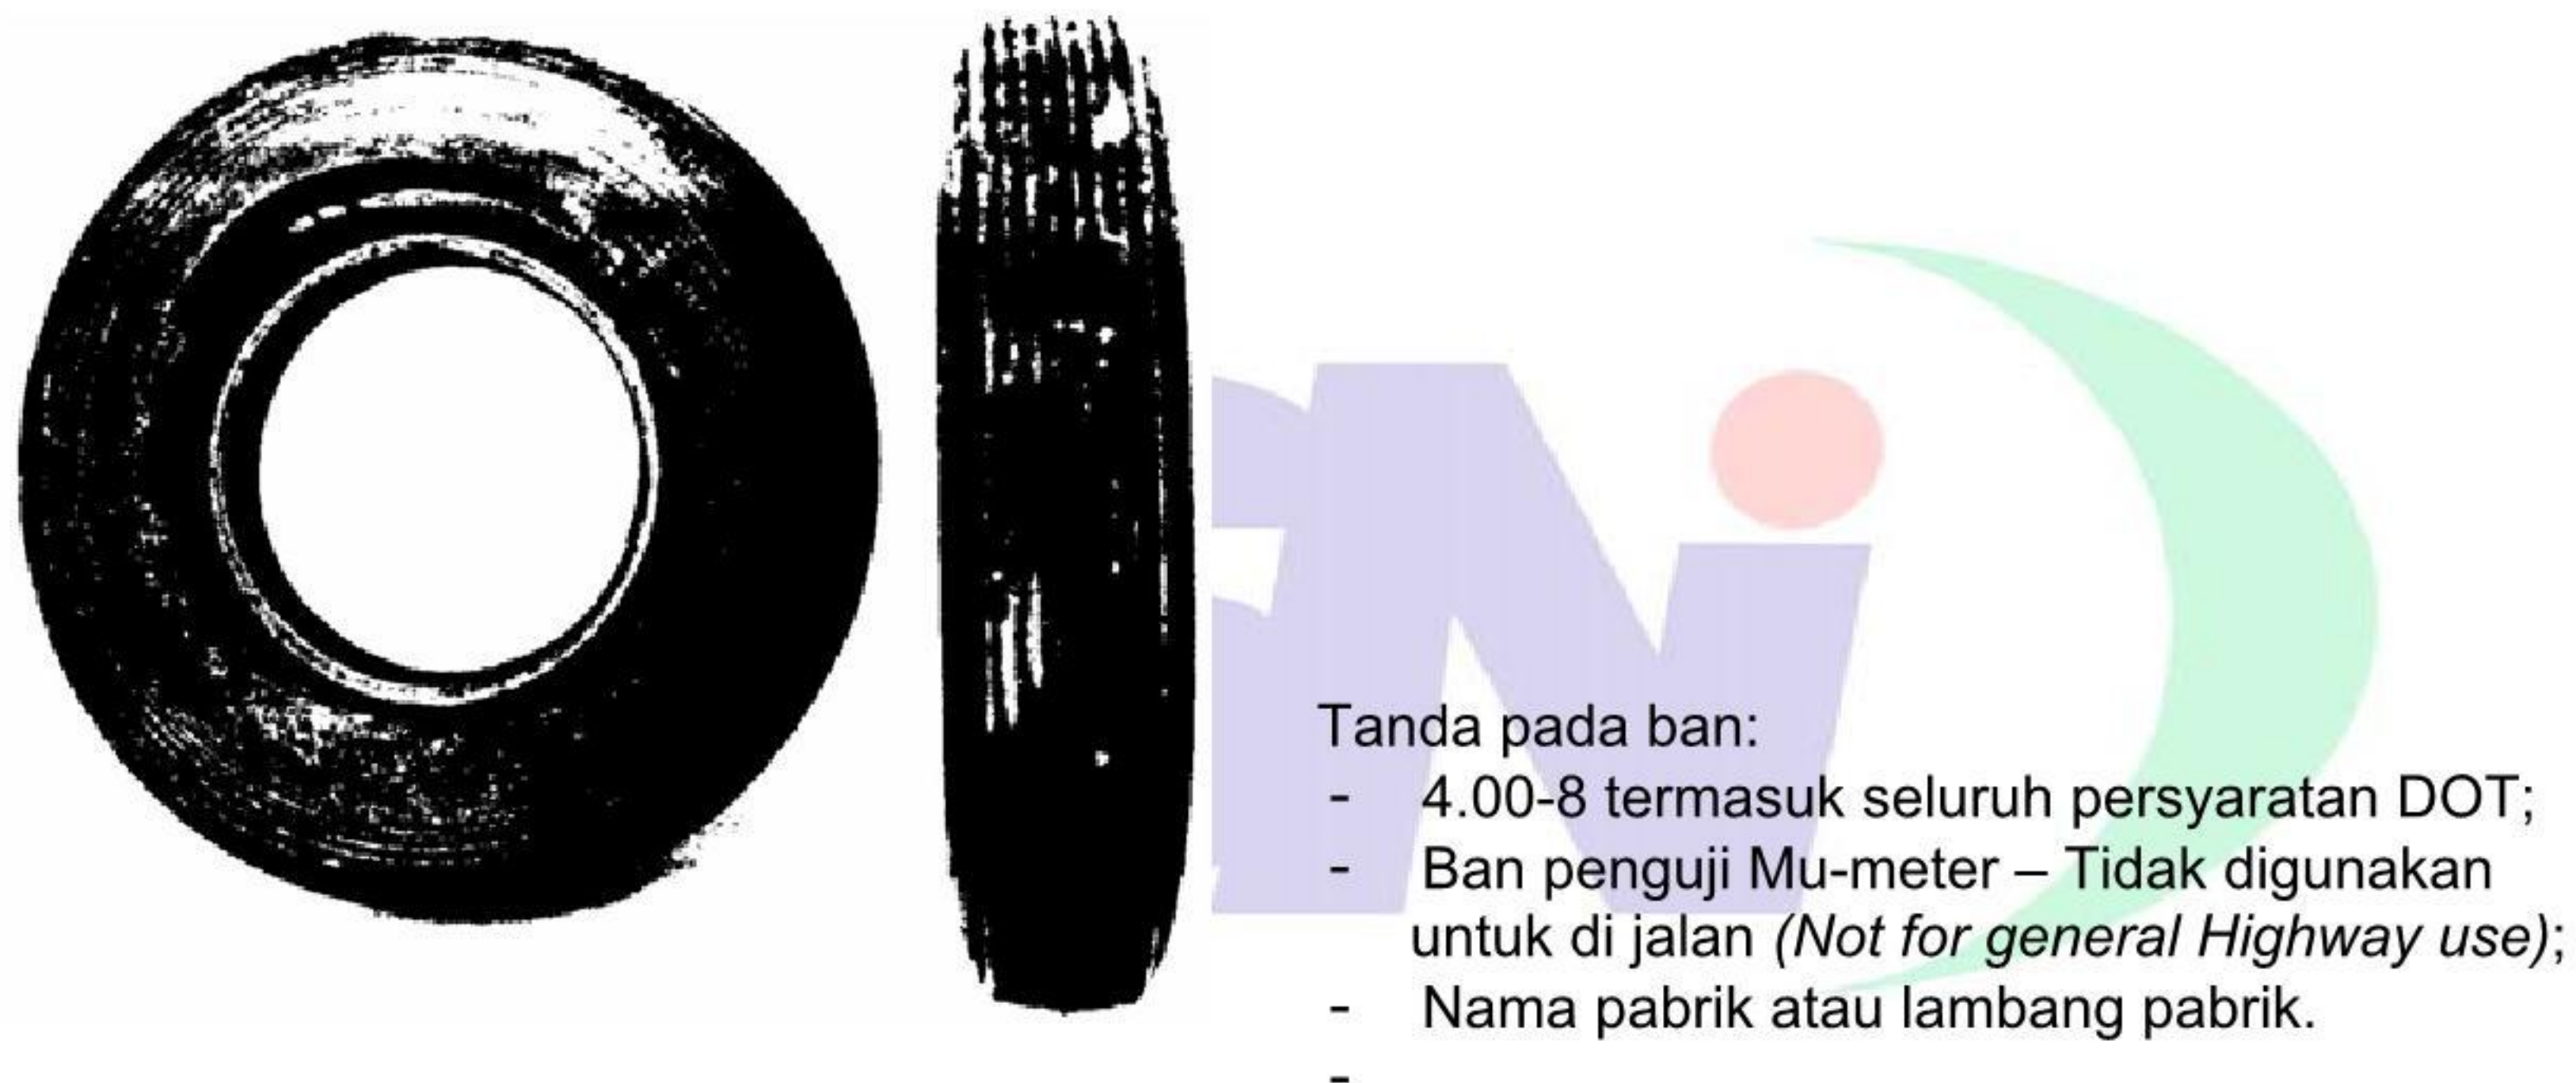 SNI
Tanda pada ban:
- 4.00-8 termasuk seluruh persyaratan DOT;
- Ban penguji Mu-meter – Tidak digunakan
untuk di jalan (Not for general Highway use);
- Nama pabrik atau lambang pabrik.
-